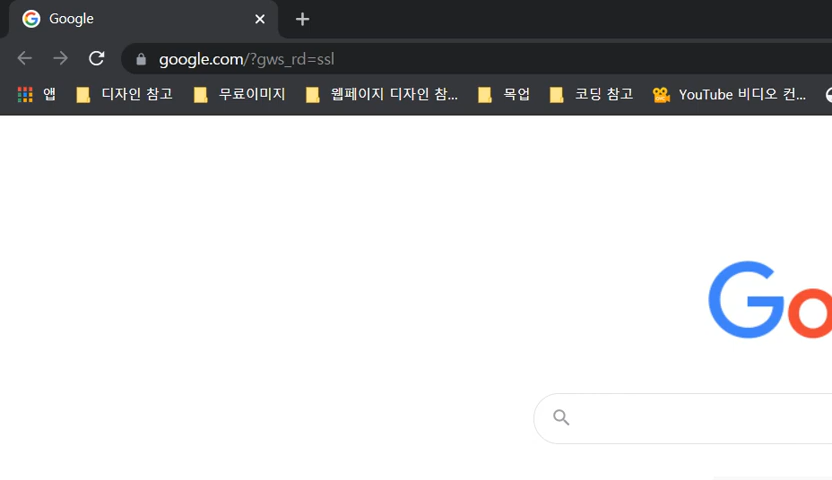 Google
google.com/?gws_rd=ssl
앱 디자인 참고 무료이미지 웹페이지 디자인 참... 목업 코딩 참고 YouTube 비디오 컨...
Go